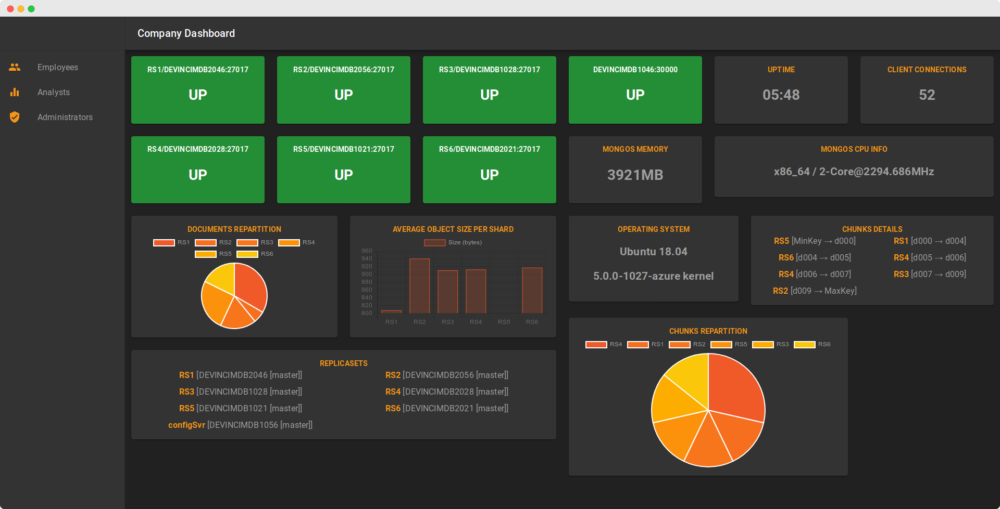 Company Dashboard
Employees
Analysts
Administrators
RS1/DEVINCIMDB2046:27017
UP
RS2/DEVINCIMDB2056:27017
UP
RS3/DEVINCIMDB1028:27017
UP
DEVINCIMDB1046:30000
UP
UPTIME
05:48
CLIENT CONNECTIONS
52
RS4/DEVINCIMDB2028:27017
UP
RS5/DEVINCIMDB1021:27017
UP
RS6/DEVINCIMDB2021:27017
UP
MONGOS MEMORY
3921MB
MONGOS CPU INFO
x86_64 / 2-Core@2294.686MHz
DOCUMENTS REPARTITION
RS1 RS2 RS3 RS4
RS5 RS6
AVERAGE OBJECT SIZE PER SHARD
Size (bytes)
960
940
920
900
880
860
840
820
800
RS1 RS2 RS3 RS4 RS5 RS6
OPERATING SYSTEM
Ubuntu 18.04
5.0.0-1027-azure kernel
CHUNKS DETAILS
RS5 [MinKey → d000] RS1 [d000 → d004]
RS6 [d004 → d005] RS4 [d005 → d006]
RS4 [d006 → d007] RS3 [d007 → d009]
RS2 [d009 → MaxKey]
REPLICASETS
RS1 [DEVINCIMDB2046 [master]] RS2 [DEVINCIMDB2056 [master]]
RS3 [DEVINCIMDB1028 [master]] RS4 [DEVINCIMDB2028 [master]]
RS5 [DEVINCIMDB1021 [master]] RS6 [DEVINCIMDB2021 [master]]
configSvr [DEVINCIMDB1056 [master]]
CHUNKS REPARTITION
RS4 RS1 RS2 RS5 RS3 RS6